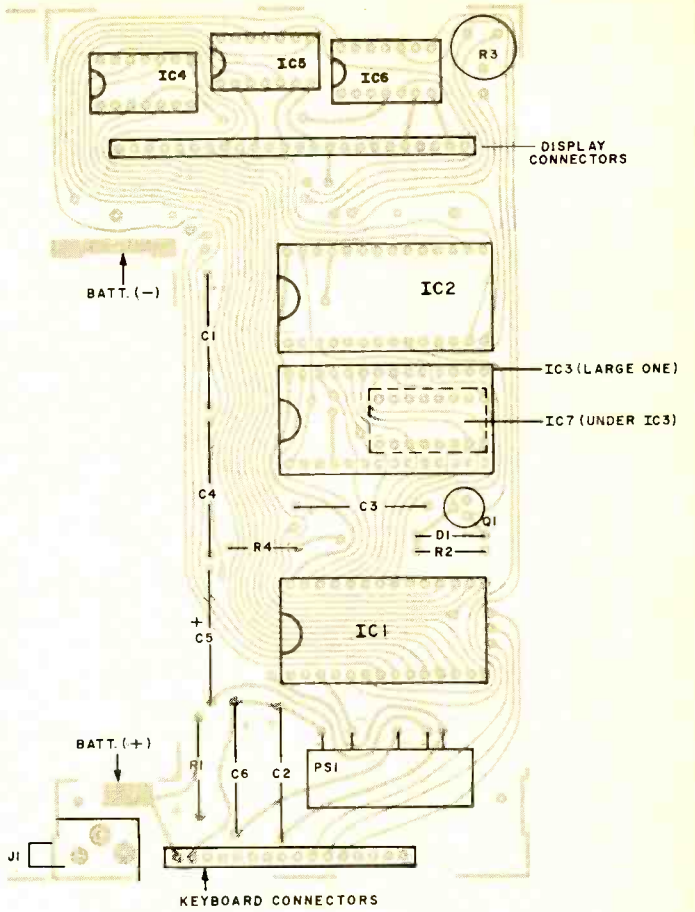 IC4
IC5
IC6
R3
DISPLAY
CONNECTORS
BATT. (−)
IC2
C1
IC3 (LARGE ONE)
IC7 (UNDER IC3)
C4
C3
Q1
D1
R4
R2
+
C5
IC1
BATT. (+)
R1
C6
C2
PS1
J1
KEYBOARD CONNECTORS